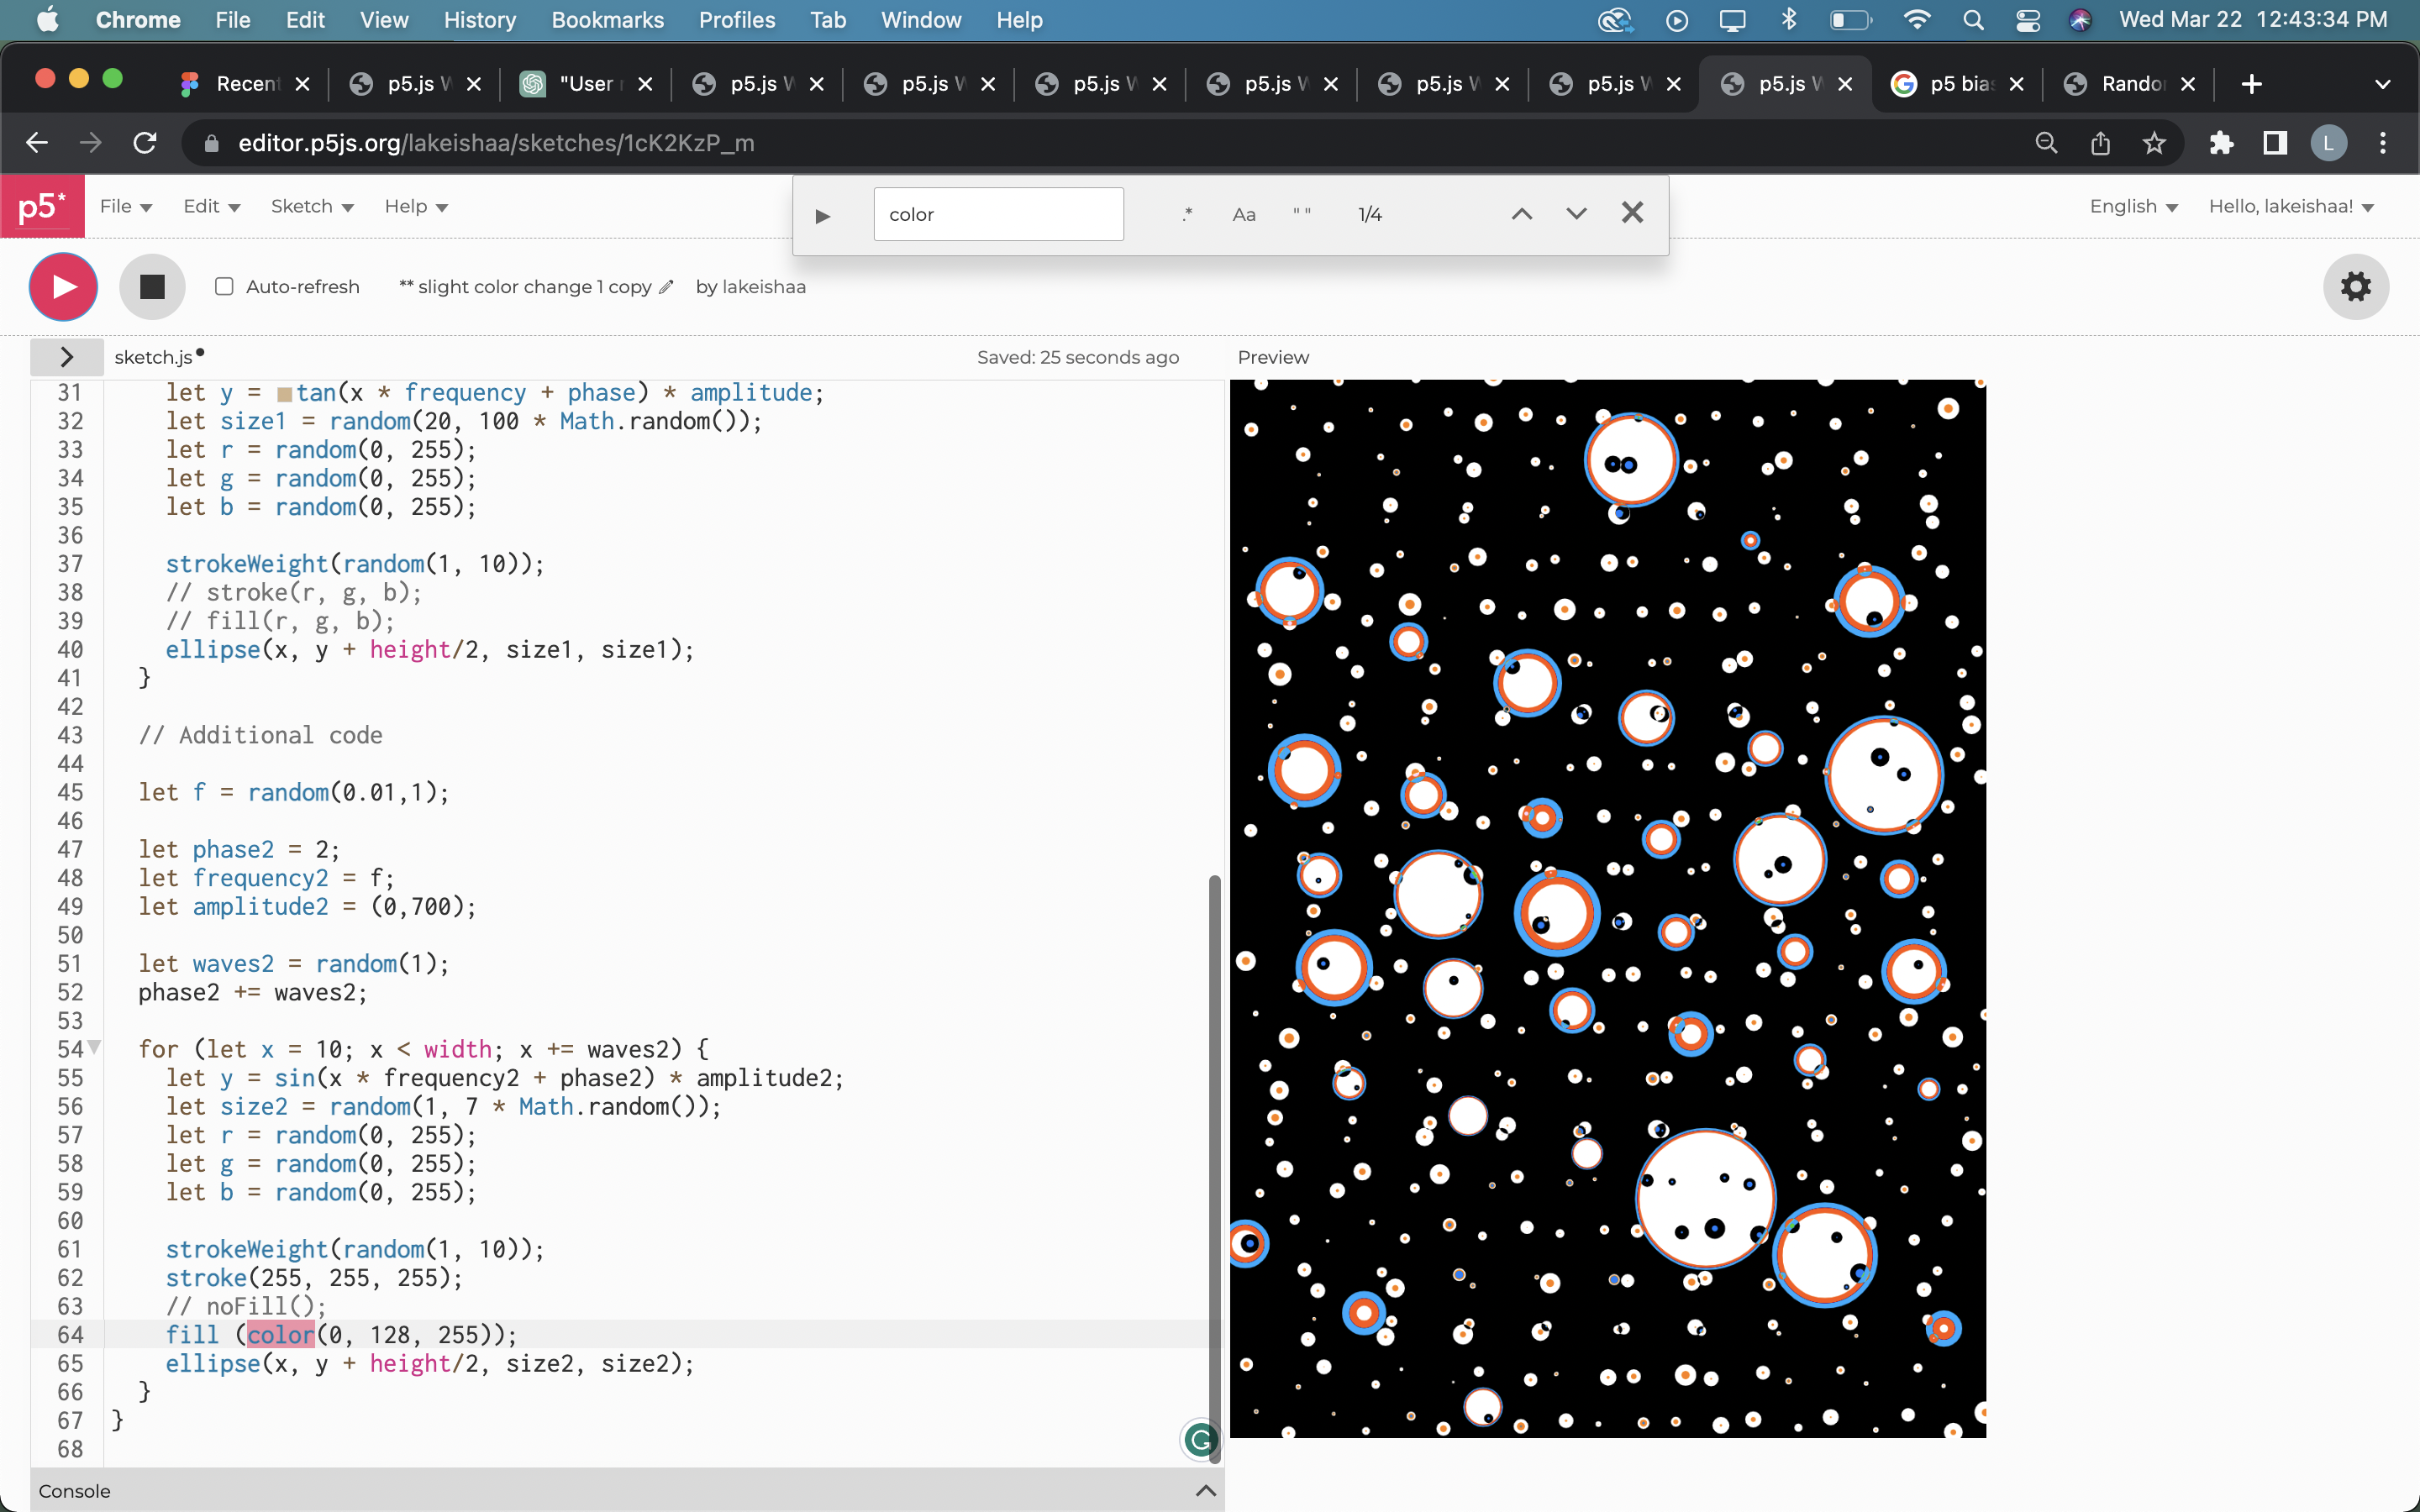 Chrome File Edit View History Bookmarks Profiles Tab Window Help Wed Mar 22 12:43:34 PM
Recent p5.js W "User r p5.js W p5.js W p5.js W p5.js W p5.js W p5.js W p5.js W p5 bias Random
editor.p5js.org/lakeishaa/sketches/1cK2KzP_m L
p5* File Edit Sketch Help color .* Aa " " 1/4 English Hello, lakeishaa!
Auto-refresh ** slight color change 1 copy by lakeishaa
sketch.js Saved: 25 seconds ago Preview
31 let y = tan(x * frequency + phase) * amplitude;
32 let size1 = random(20, 100 * Math.random());
33 let r = random(0, 255);
34 let g = random(0, 255);
35 let b = random(0, 255);
36
37 strokeWeight(random(1, 10));
38 // stroke(r, g, b);
39 // fill(r, g, b);
40 ellipse(x, y + height/2, size1, size1);
41 }
42
43 // Additional code
44
45 let f = random(0.01,1);
46
47 let phase2 = 2;
48 let frequency2 = f;
49 let amplitude2 = (0,700);
50
51 let waves2 = random(1);
52 phase2 += waves2;
53
54 for (let x = 10; x < width; x += waves2) {
55 let y = sin(x * frequency2 + phase2) * amplitude2;
56 let size2 = random(1, 7 * Math.random());
57 let r = random(0, 255);
58 let g = random(0, 255);
59 let b = random(0, 255);
60
61 strokeWeight(random(1, 10));
62 stroke(255, 255, 255);
63 // noFill();
64 fill (color(0, 128, 255));
65 ellipse(x, y + height/2, size2, size2);
66 }
67 }
68
Console